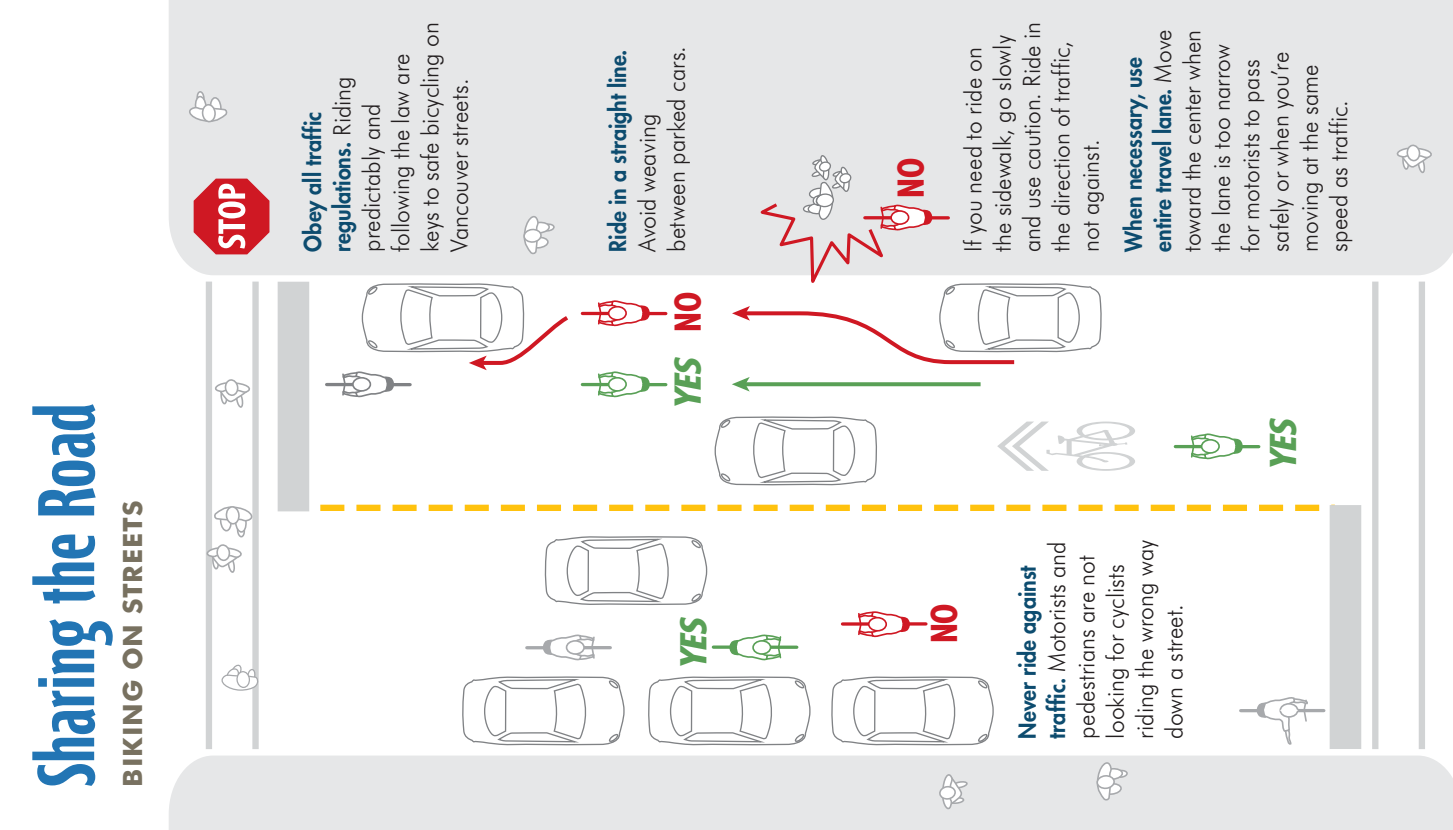 Sharing the Road
BIKING ON STREETS
STOP
Obey all traffic
regulations. Riding
predictably and
following the law are
keys to safe bicycling on
Vancouver streets.
Ride in a straight line.
Avoid weaving
between parked cars.
NO
YES
NO
If you need to ride on
the sidewalk, go slowly
and use caution. Ride in
the direction of traffic,
not against.
When necessary, use
entire travel lane. Move
toward the center when
the lane is too narrow
for motorists to pass
safely or when you’re
moving at the same
speed as traffic.
YES
YES
NO
Never ride against
traffic. Motorists and
pedestrians are not
looking for cyclists
riding the wrong way
down a street.